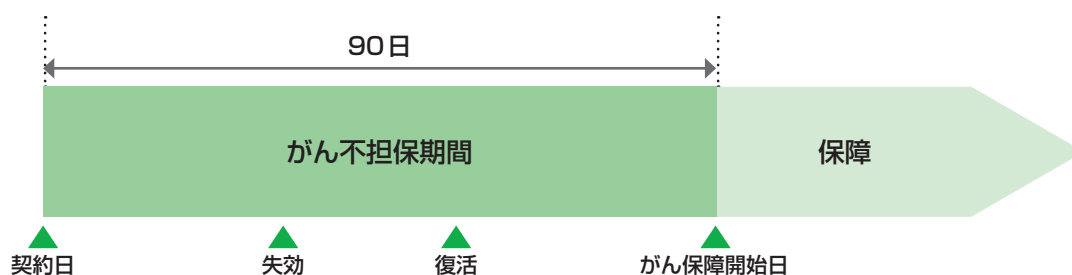 90日
がん不担保期間
保障
契約日
失効
復活
がん保障開始日